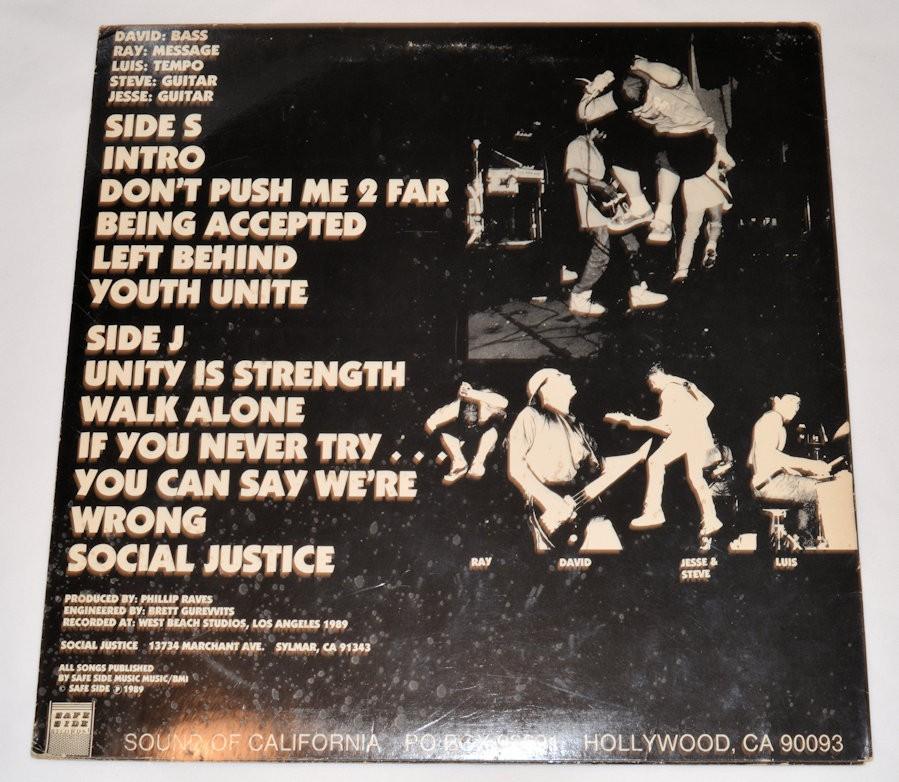 DAVID: BASS
RAY: MESSAGE
LUIS: TEMPO
STEVE: GUITAR
JESSE: GUITAR
SIDE S
INTRO
DON'T PUSH ME 2 FAR
BEING ACCEPTED
LEFT BEHIND
YOUTH UNITE
SIDE J
UNITY IS STRENGTH
WALK ALONE
IF YOU NEVER TRY . . .
YOU CAN SAY WE'RE
WRONG
SOCIAL JUSTICE
RAY
DAVID
JESSE &
STEVE
LUIS
PRODUCED BY: PHILLIP RAVES
ENGINEERED BY: BRETT GUREVVITS
RECORDED AT: WEST BEACH STUDIOS, LOS ANGELES 1989
SOCIAL JUSTICE 13734 MARCHANT AVE. SYLMAR, CA 91343
ALL SONGS PUBLISHED
BY SAFE SIDE MUSIC MUSIC/BMI
© SAFE SIDE ℗ 1989
SAFE
SIDE
RECORDS
SOUND OF CALIFORNIA PO BOX HOLLYWOOD, CA 90093